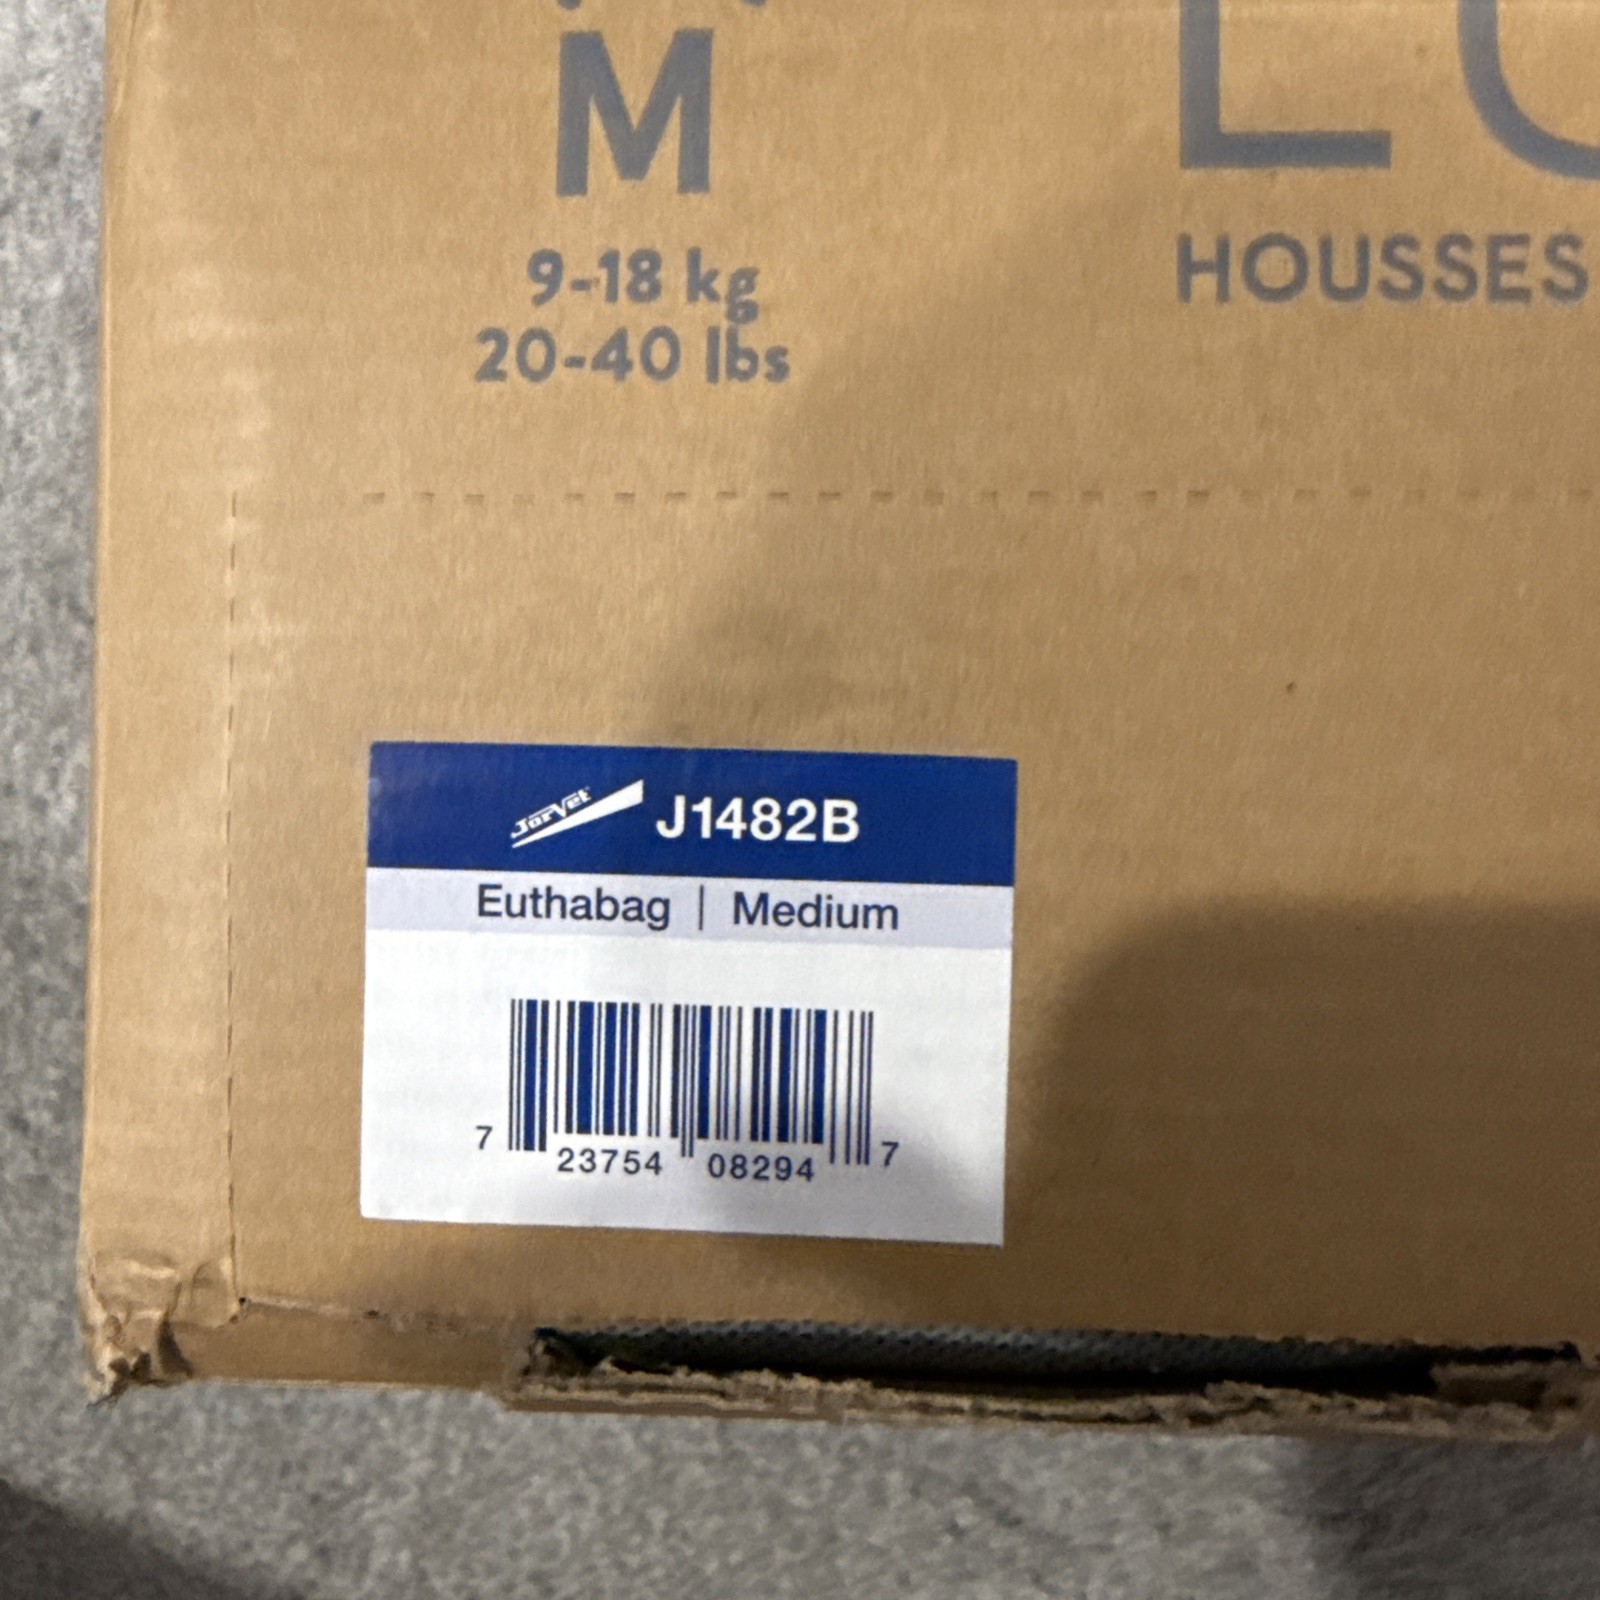 M
9-18 kg
20-40 lbs
HOUSSES
JorVet J1482B
Euthabag | Medium
7 23754 08294 7